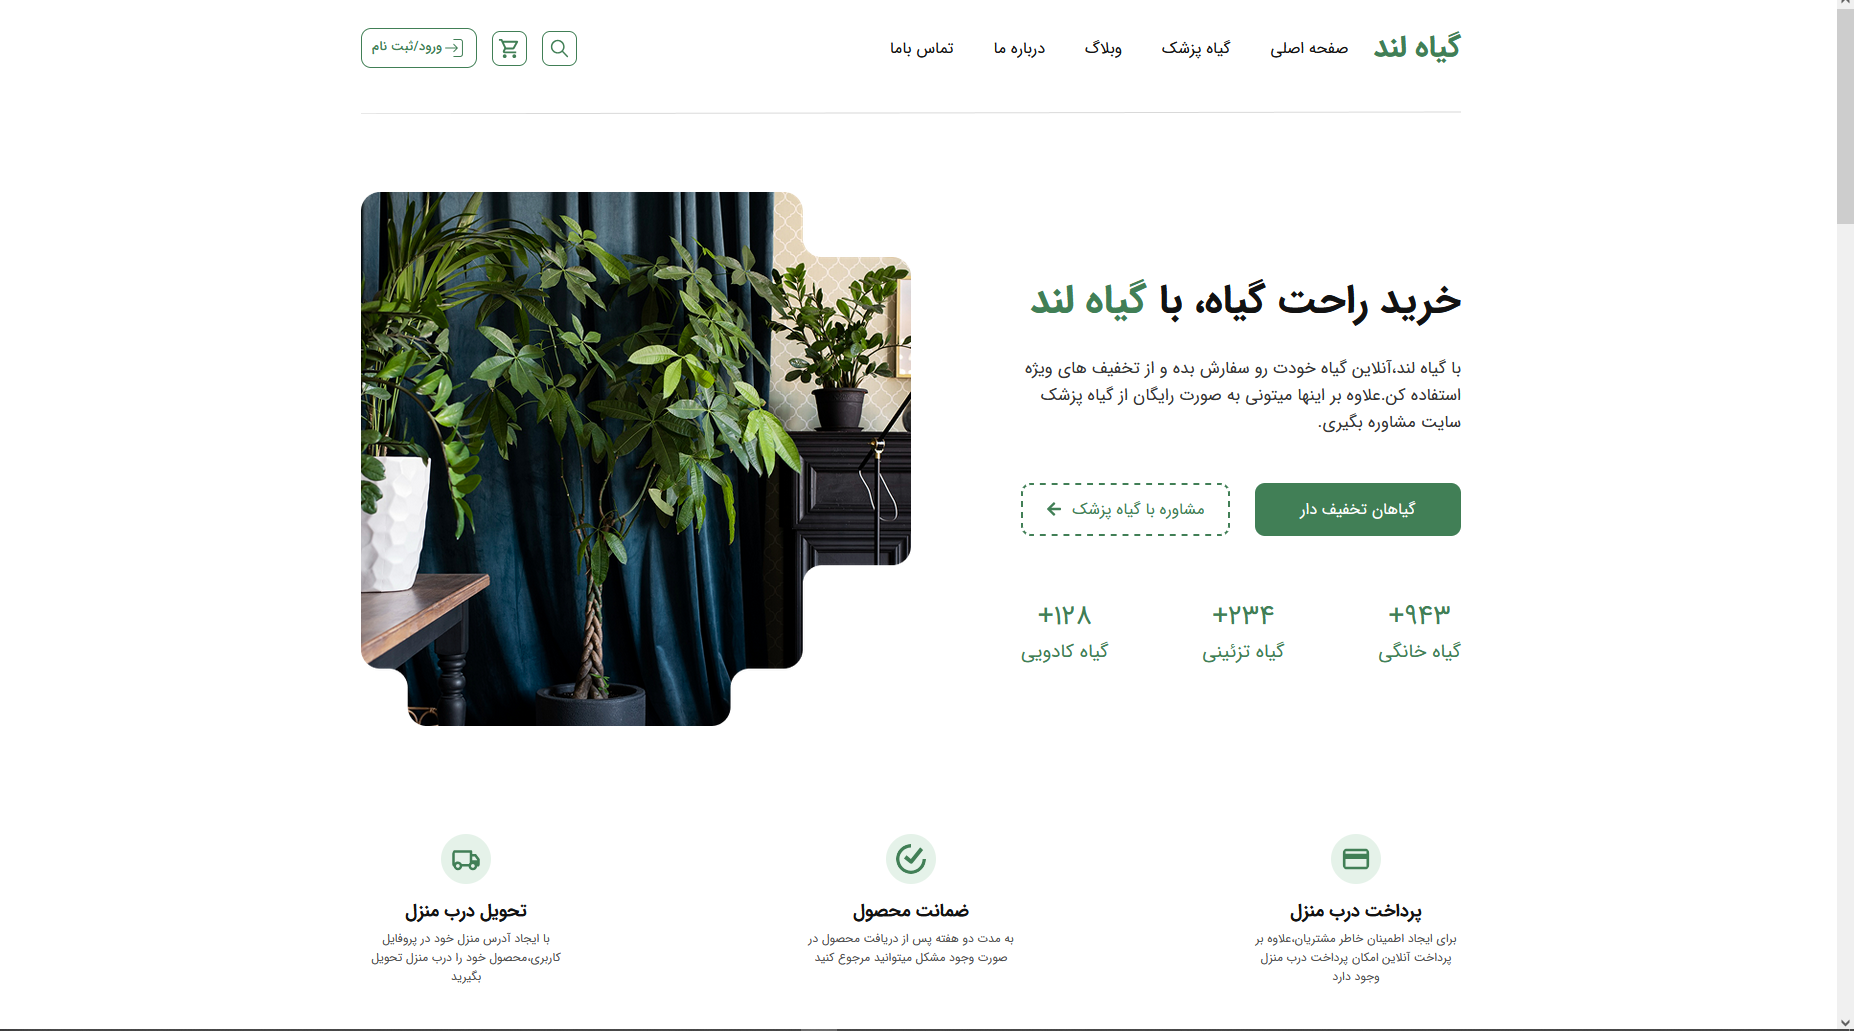 گیاه لند
صفحه اصلی
گیاه پزشک
وبلاگ
درباره ما
تماس باما
ورود/ثبت نام
خرید راحت گیاه، با گیاه لند
با گیاه لند،آنلاین گیاه خودت رو سفارش بده و از تخفیف های ویژه
استفاده کن.علاوه بر اینها میتونی به صورت رایگان از گیاه پزشک
سایت مشاوره بگیری.
گیاهان تخفیف دار
مشاوره با گیاه پزشک
+۹۴۳
گیاه خانگی
+۲۳۴
گیاه تزئینی
+۱۲۸
گیاه کادویی
پرداخت درب منزل
برای ایجاد اطمینان خاطر مشتریان،علاوه بر
پرداخت آنلاین امکان پرداخت درب منزل
وجود دارد
ضمانت محصول
به مدت دو هفته پس از دریافت محصول در
صورت وجود مشکل میتوانید مرجوع کنید
تحویل درب منزل
با ایجاد آدرس منزل خود در پروفایل
کاربری،محصول خود را درب منزل تحویل
بگیرید